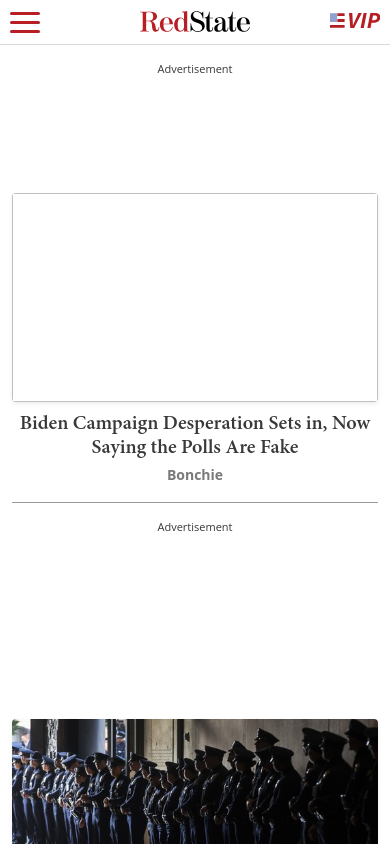 RedState
VIP
Advertisement
Biden Campaign Desperation Sets in, Now
Saying the Polls Are Fake
Bonchie
Advertisement